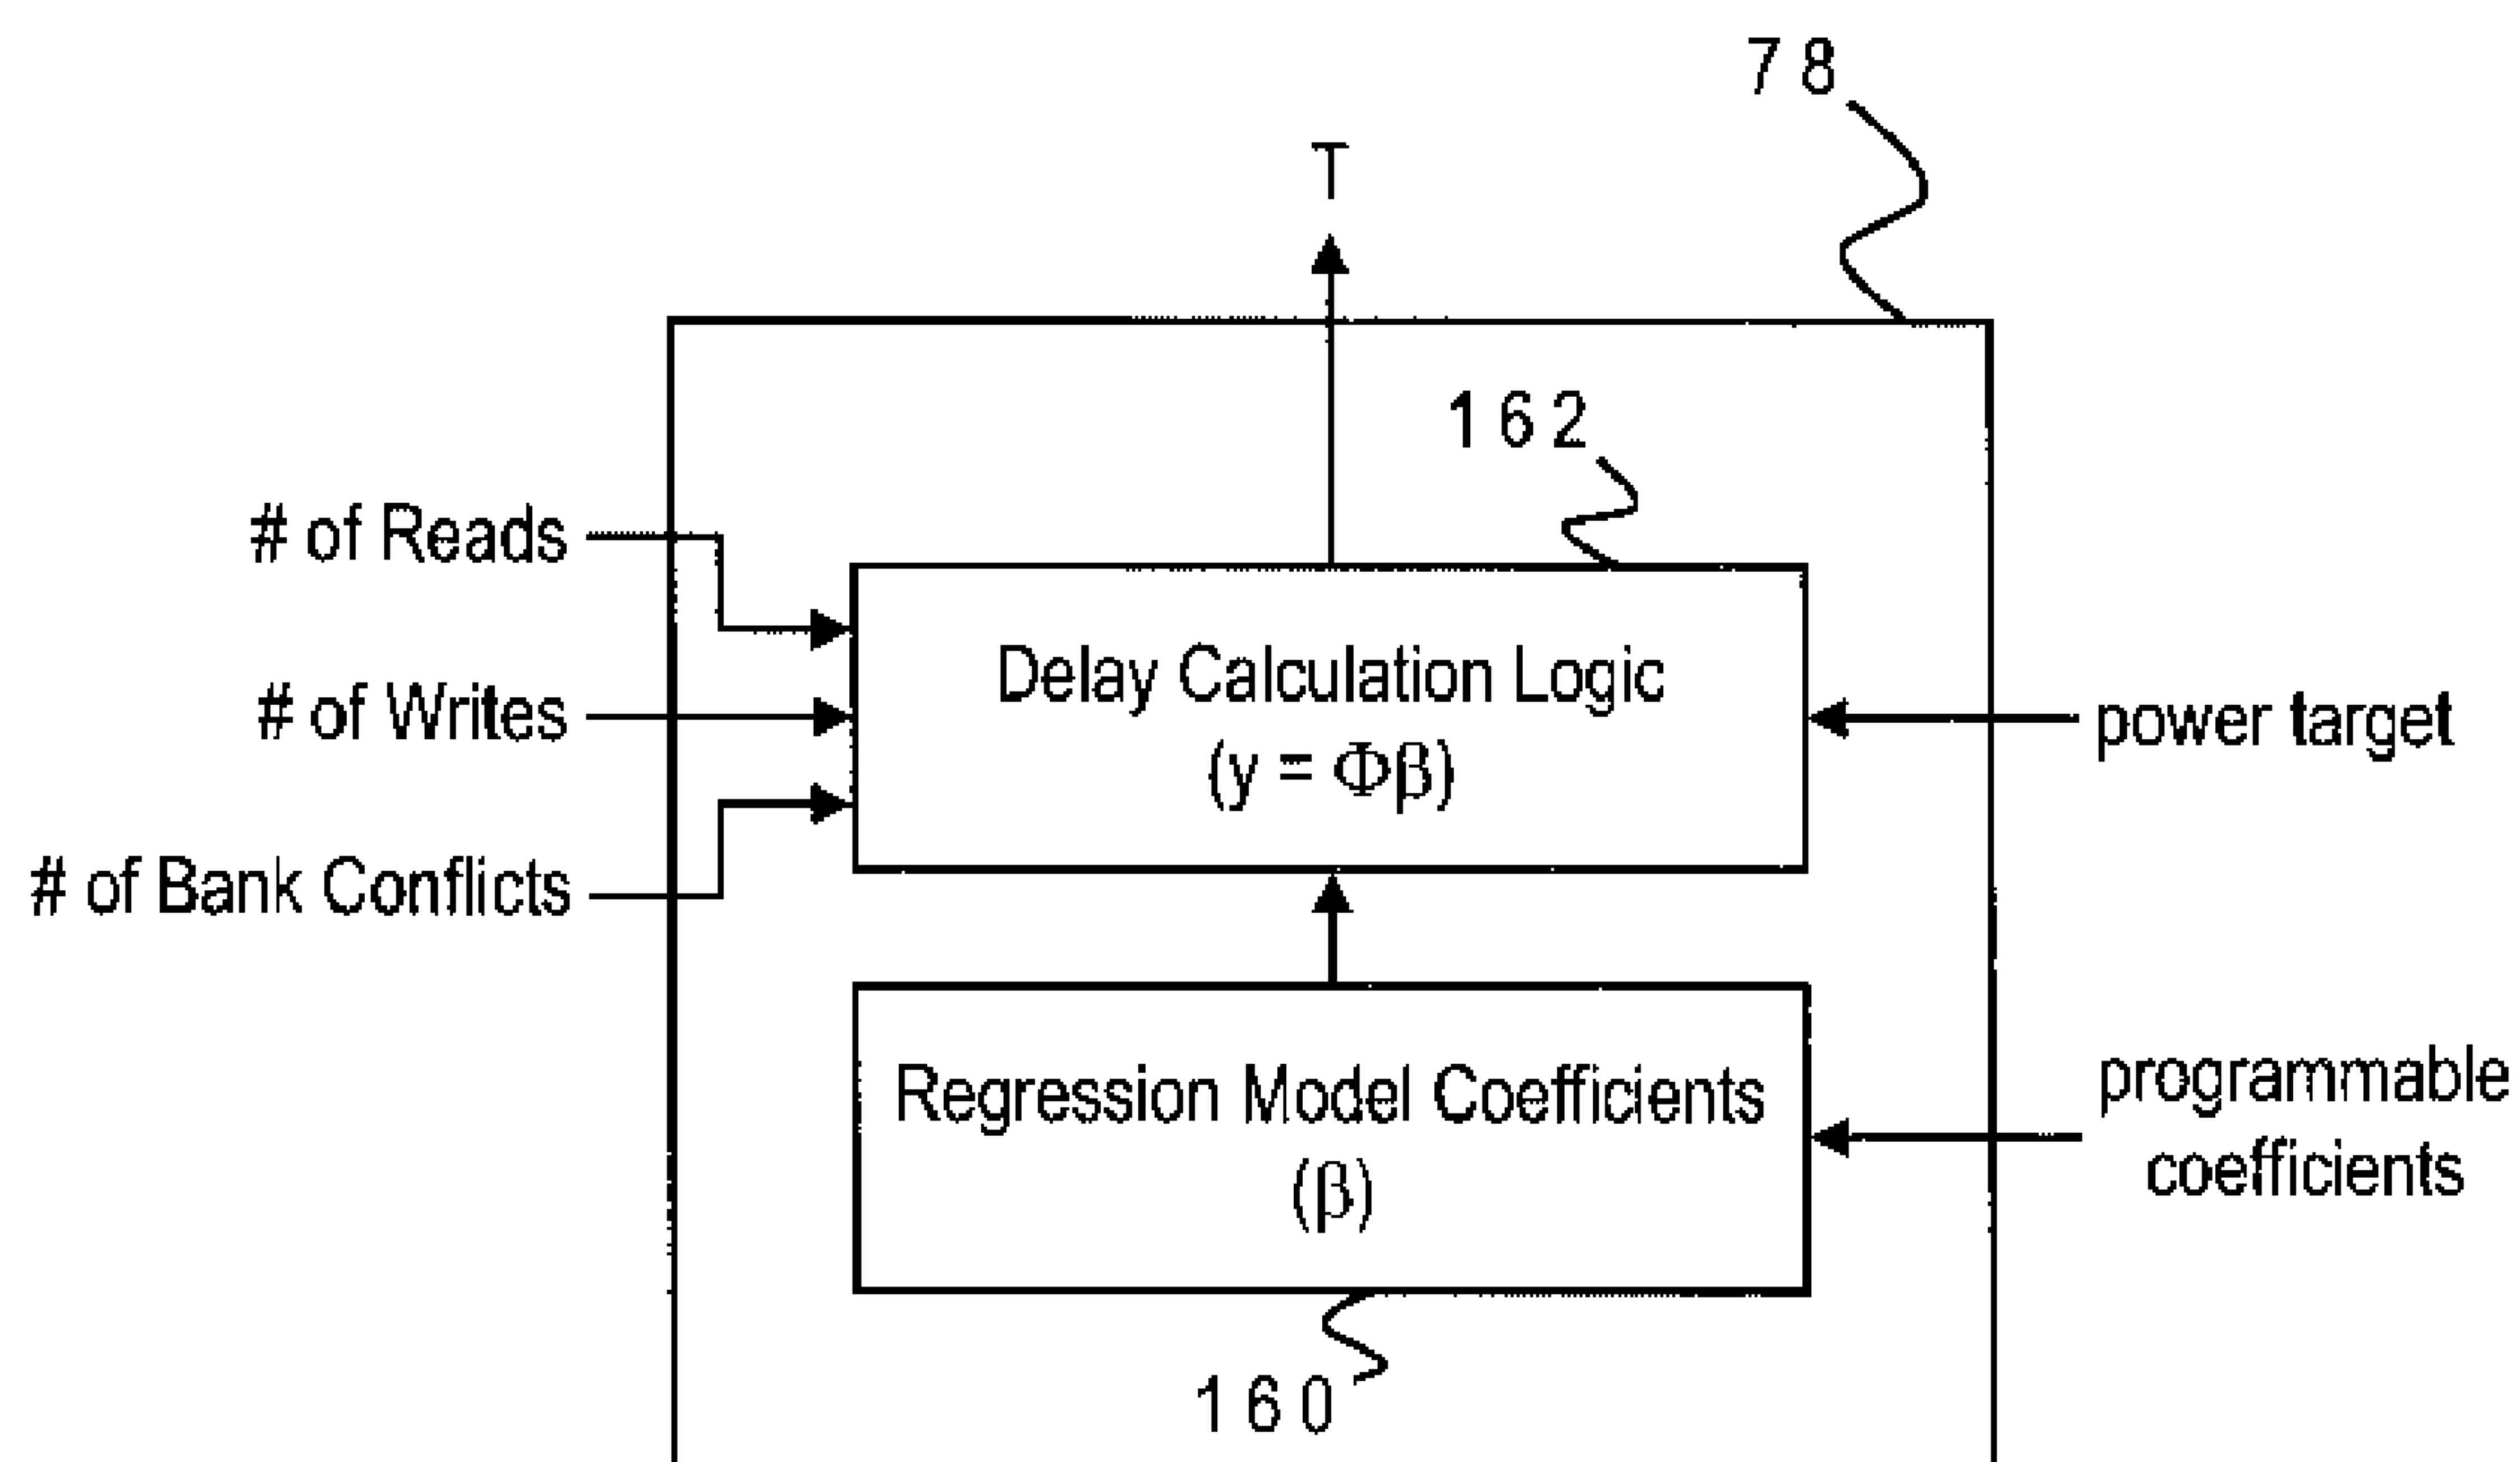 78
T
162
# of Reads
Delay Calculation Logic
(y = Φβ)
# of Writes
power target
# of Bank Conflicts
Regression Model Coefficients
(β)
programmable
coefficients
160